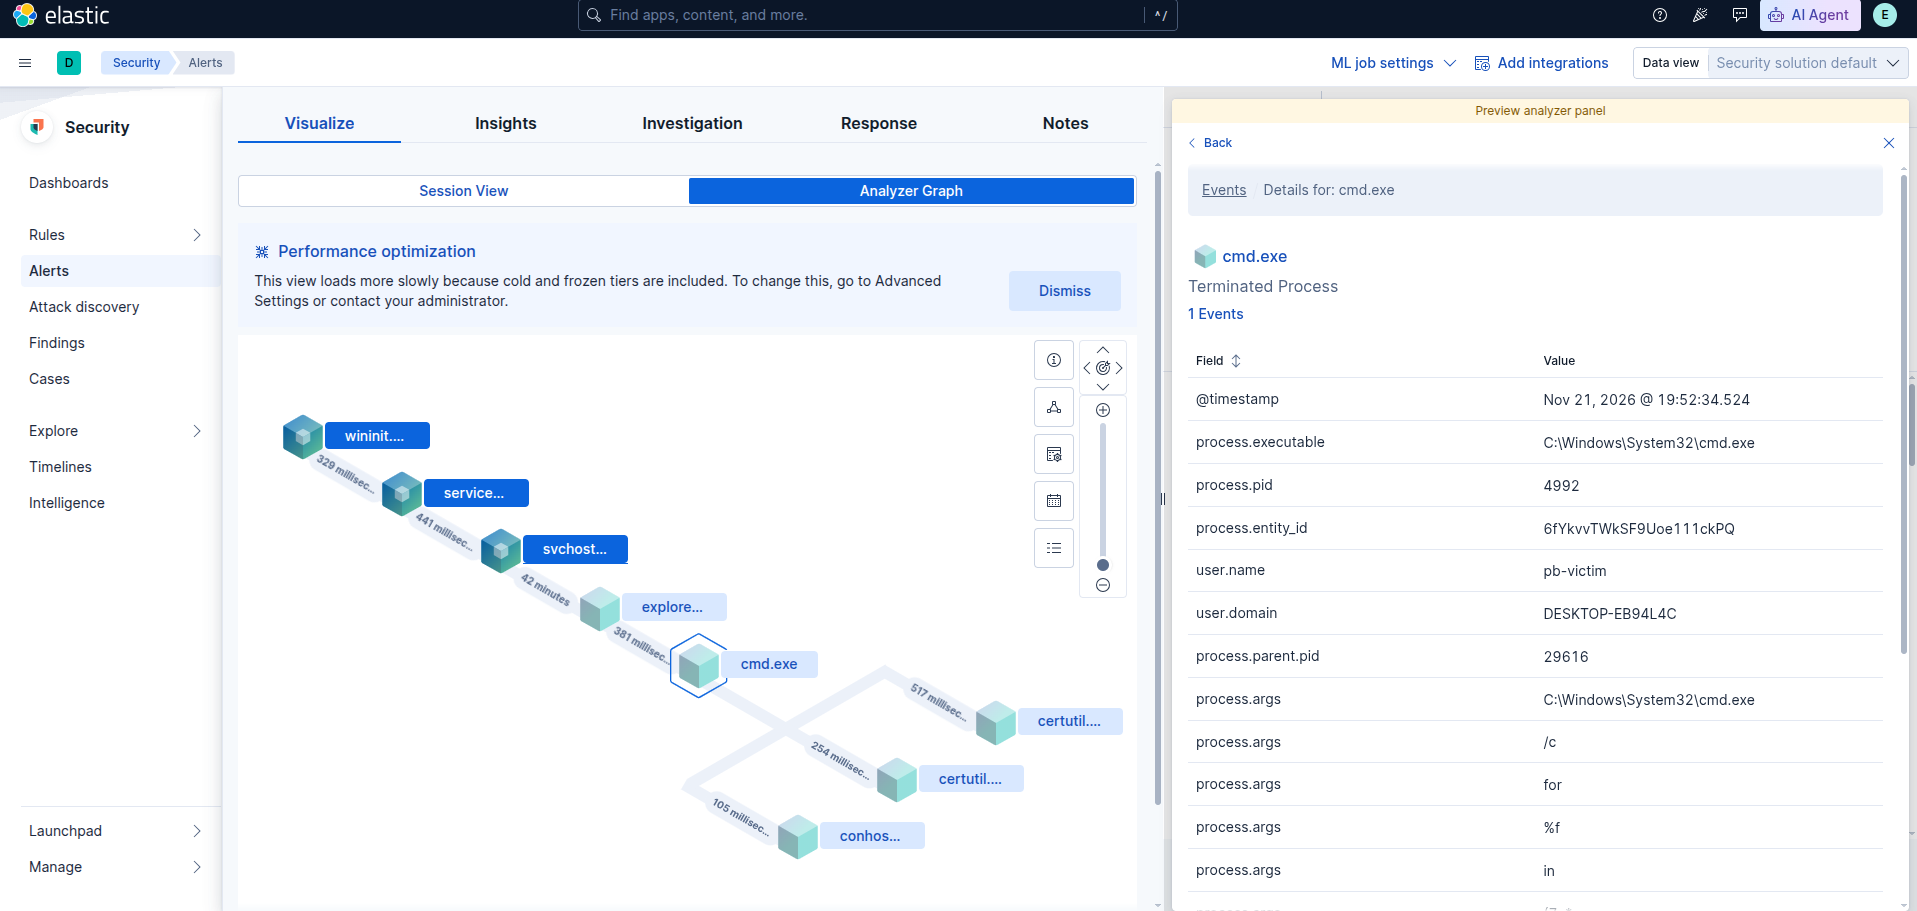 elastic
Find apps, content, and more.
^/
AI Agent
E
D
Security
Alerts
ML job settings
Add integrations
Data view
Security solution default
Security
Dashboards
Rules
Alerts
Attack discovery
Findings
Cases
Explore
Timelines
Intelligence
Launchpad
Manage
Visualize
Insights
Investigation
Response
Notes
Session View
Analyzer Graph
Performance optimization
This view loads more slowly because cold and frozen tiers are included. To change this, go to Advanced
Settings or contact your administrator.
Dismiss
wininit....
329 millisec...
service...
441 millisec...
svchost...
42 minutes
explore...
381 millisec...
cmd.exe
517 millisec...
certutil....
254 millisec...
certutil....
105 millisec...
conhos...
Preview analyzer panel
Back
Events
Details for: cmd.exe
cmd.exe
Terminated Process
1 Events
Field Value
@timestamp Nov 21, 2026 @ 19:52:34.524
process.executable C:\Windows\System32\cmd.exe
process.pid 4992
process.entity_id 6fYkvvTWkSF9Uoe111ckPQ
user.name pb-victim
user.domain DESKTOP-EB94L4C
process.parent.pid 29616
process.args C:\Windows\System32\cmd.exe
process.args /c
process.args for
process.args %f
process.args in